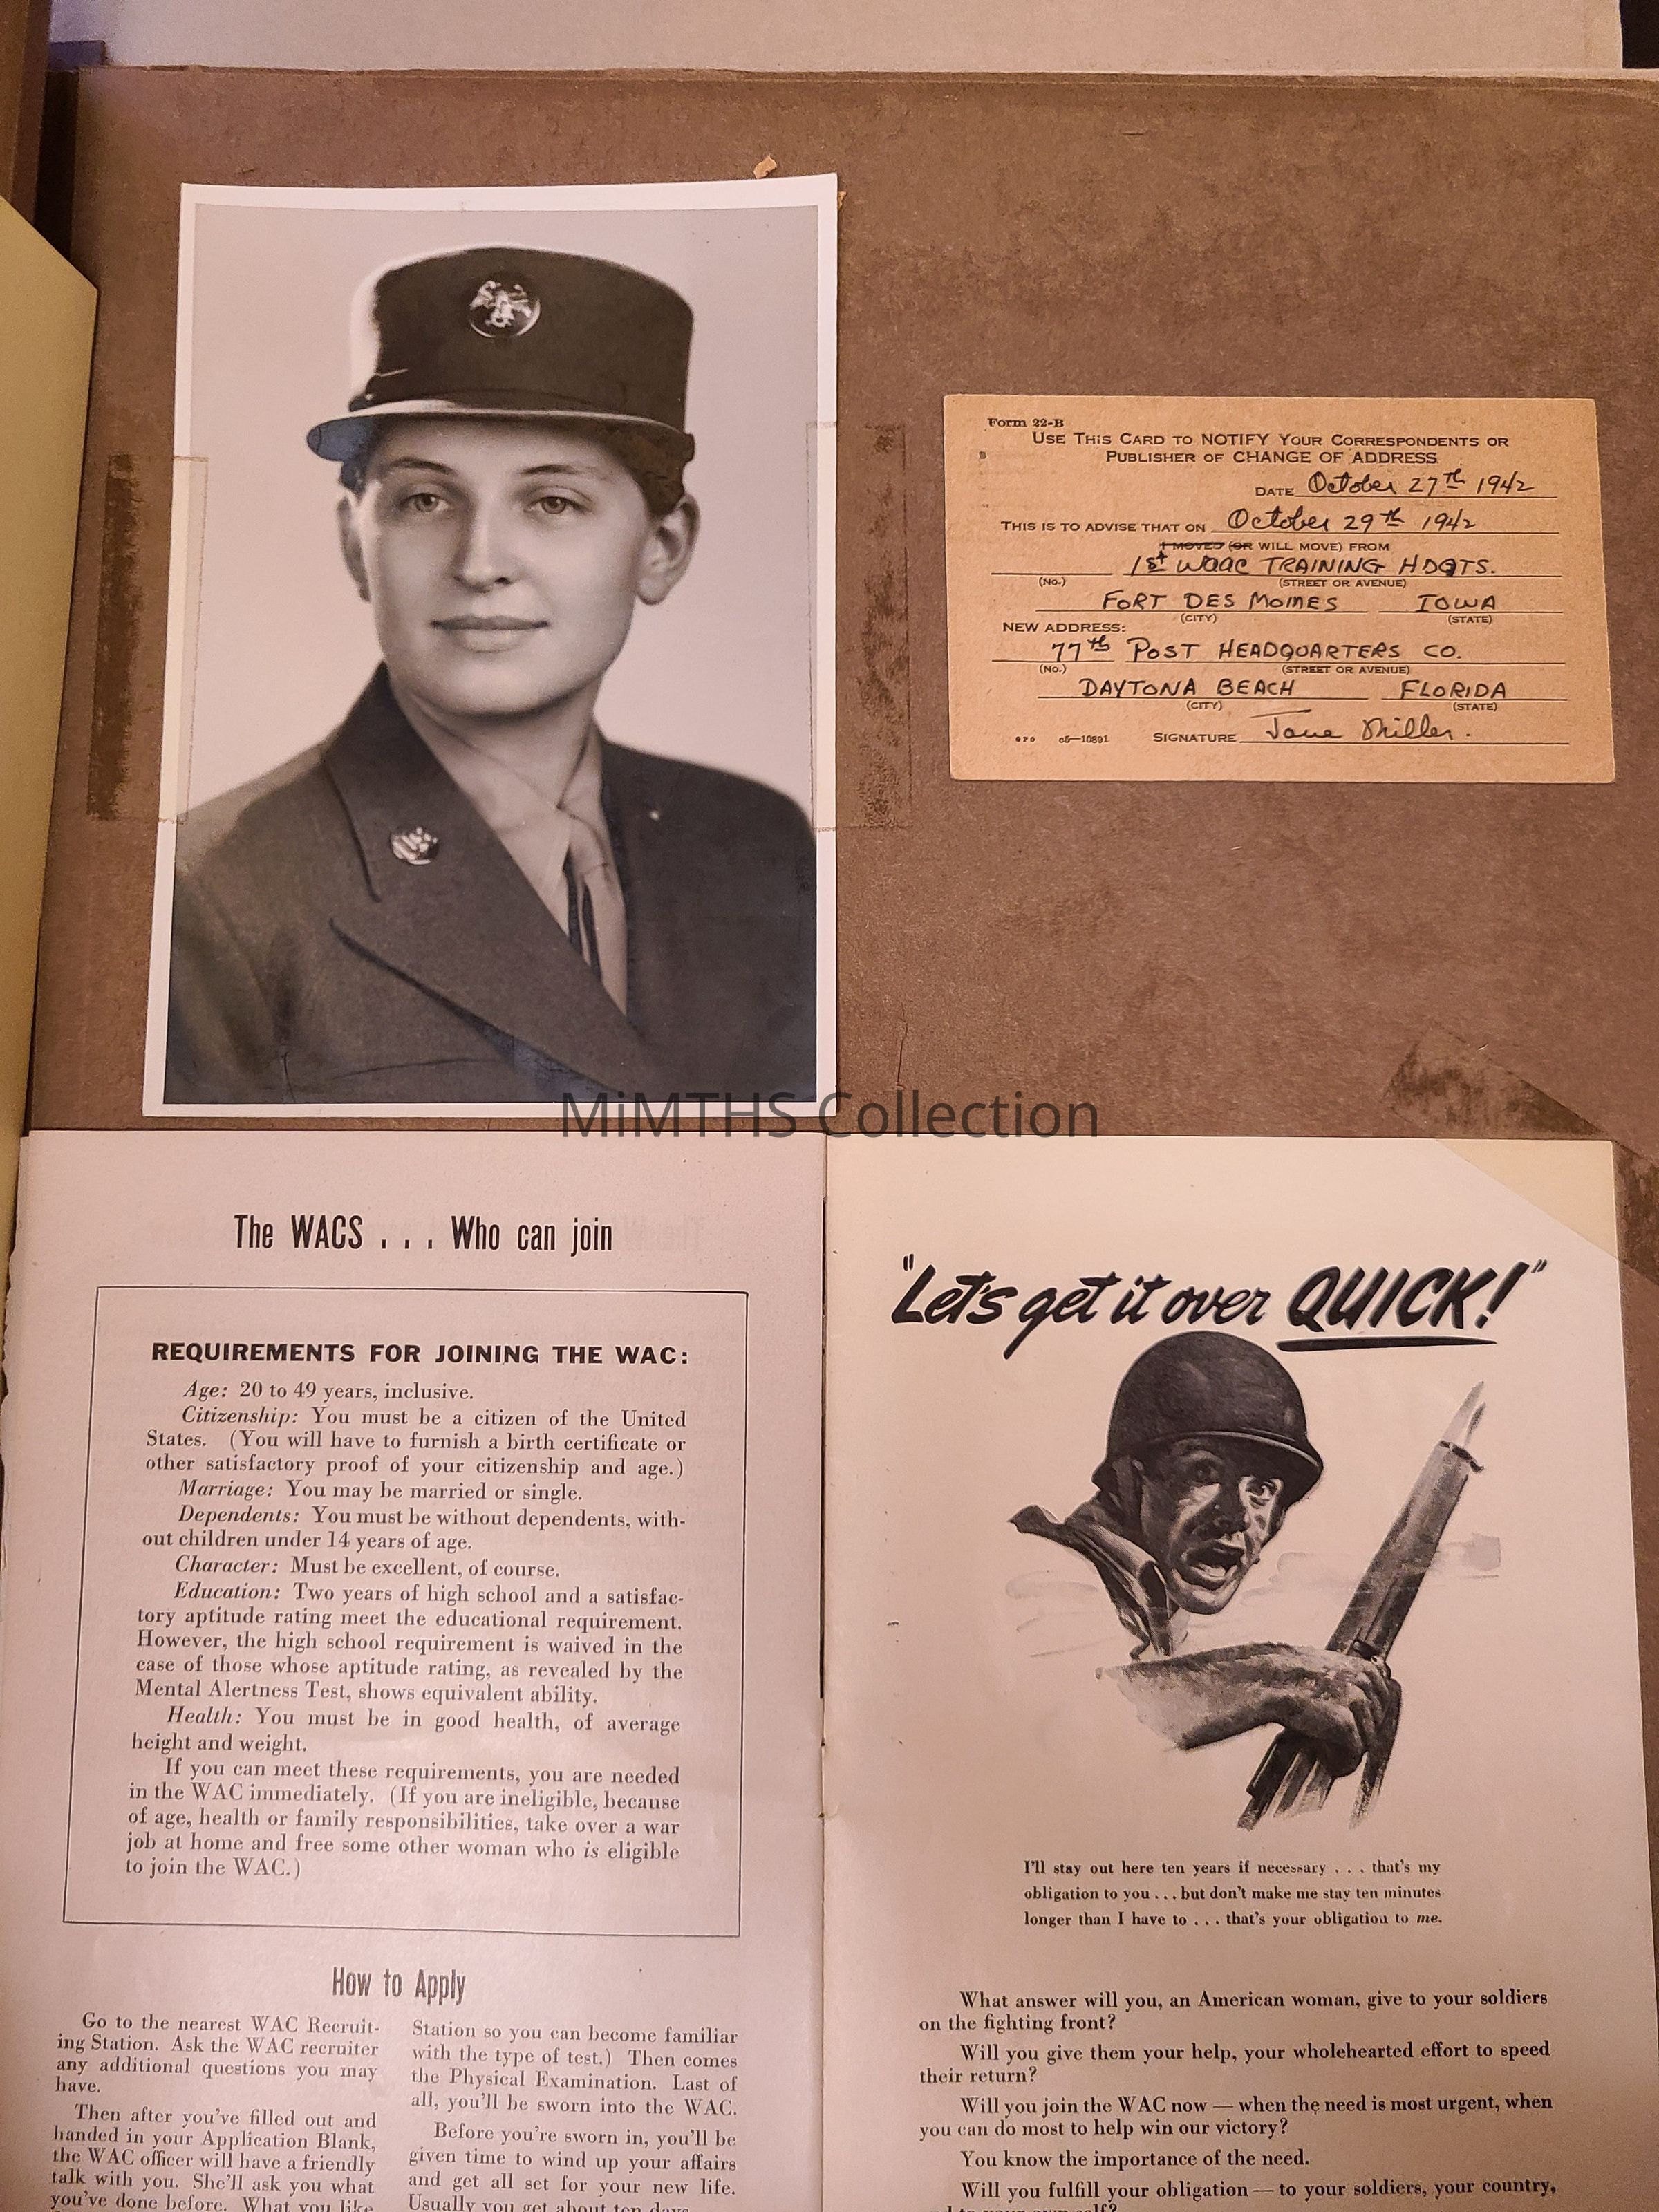 Form 22-B
USE THIS CARD TO NOTIFY YOUR CORRESPONDENTS OR
PUBLISHER OF CHANGE OF ADDRESS
DATE October 27th 1942
THIS IS TO ADVISE THAT ON October 29th 1942
I MOVED (OR WILL MOVE) FROM
1st WAAC TRAINING HDQTS.
(No.) (STREET OR AVENUE)
FORT DES MOINES IOWA
(CITY) (STATE)
NEW ADDRESS:
77th POST HEADQUARTERS CO.
(No.) (STREET OR AVENUE)
DAYTONA BEACH FLORIDA
(CITY) (STATE)
GPO c5—10891 SIGNATURE Jane Miller.
MiMTHS Collection
The WACS . . . Who can join
REQUIREMENTS FOR JOINING THE WAC:
Age: 20 to 49 years, inclusive.
Citizenship: You must be a citizen of the United
States. (You will have to furnish a birth certificate or
other satisfactory proof of your citizenship and age.)
Marriage: You may be married or single.
Dependents: You must be without dependents, with-
out children under 14 years of age.
Character: Must be excellent, of course.
Education: Two years of high school and a satisfac-
tory aptitude rating meet the educational requirement.
However, the high school requirement is waived in the
case of those whose aptitude rating, as revealed by the
Mental Alertness Test, shows equivalent ability.
Health: You must be in good health, of average
height and weight.
If you can meet these requirements, you are needed
in the WAC immediately. (If you are ineligible, because
of age, health or family responsibilities, take over a war
job at home and free some other woman who is eligible
to join the WAC.)
How to Apply
Go to the nearest WAC Recruit-
ing Station. Ask the WAC recruiter
any additional questions you may
have.
Then after you've filled out and
handed in your Application Blank,
the WAC officer will have a friendly
talk with you. She'll ask you what
you've done before. What you like
Station so you can become familiar
with the type of test.) Then comes
the Physical Examination. Last of
all, you'll be sworn into the WAC.
Before you're sworn in, you'll be
given time to wind up your affairs
and get all set for your new life.
Usually you get about ten days
"Let's get it over QUICK!"
I'll stay out here ten years if necessary . . . that's my
obligation to you . . . but don't make me stay ten minutes
longer than I have to . . . that's your obligation to me.
What answer will you, an American woman, give to your soldiers
on the fighting front?
Will you give them your help, your wholehearted effort to speed
their return?
Will you join the WAC now — when the need is most urgent, when
you can do most to help win our victory?
You know the importance of the need.
Will you fulfill your obligation — to your soldiers, your country,